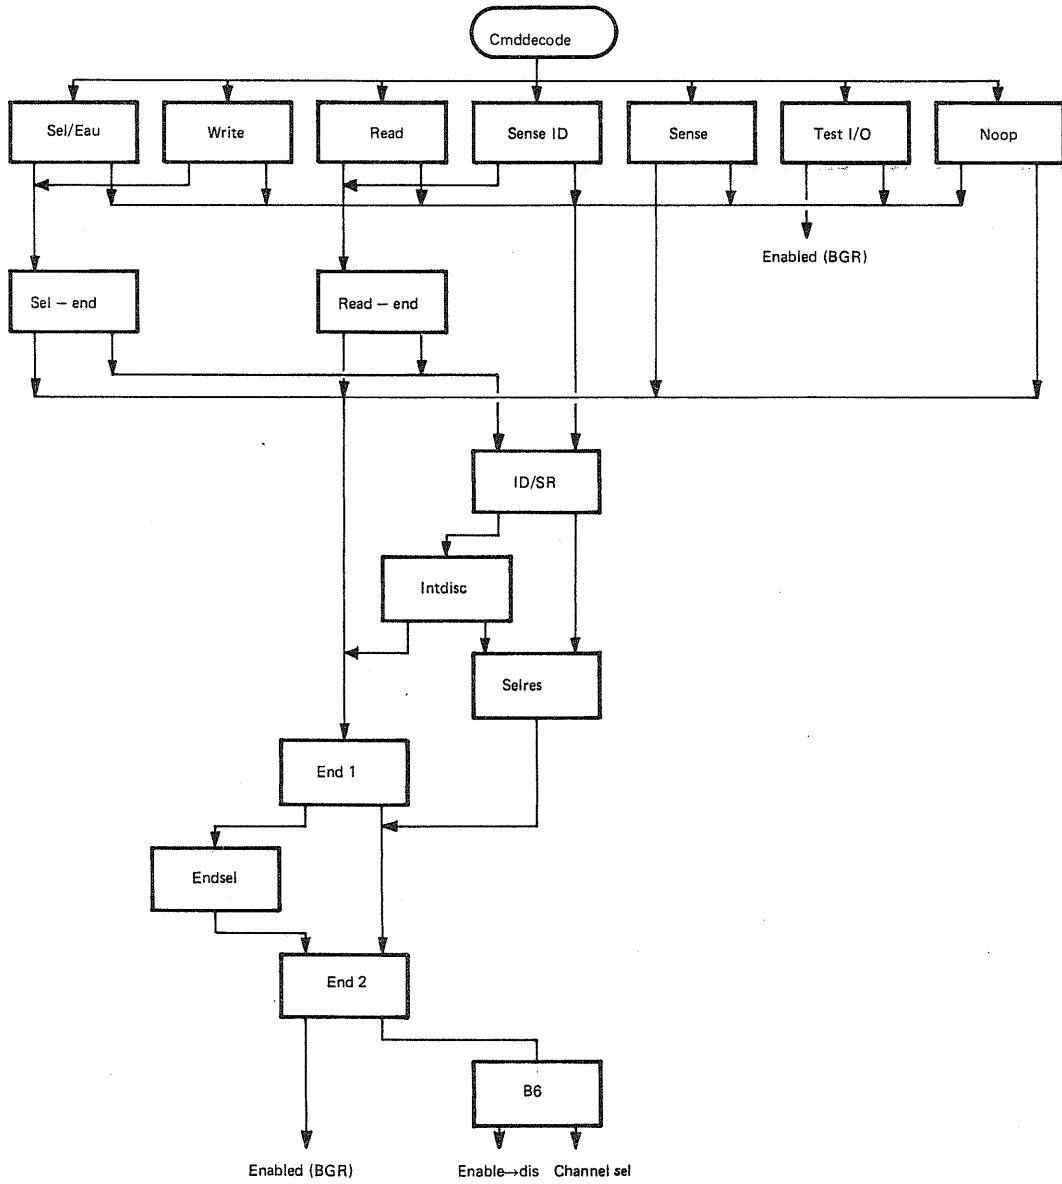 Cmddecode
Sel/Eau
Write
Read
Sense ID
Sense
Test I/O
Noop
Enabled (BGR)
Sel – end
Read – end
ID/SR
Intdisc
Selres
End 1
Endsel
End 2
B6
Enabled (BGR)
Enable→dis
Channel sel